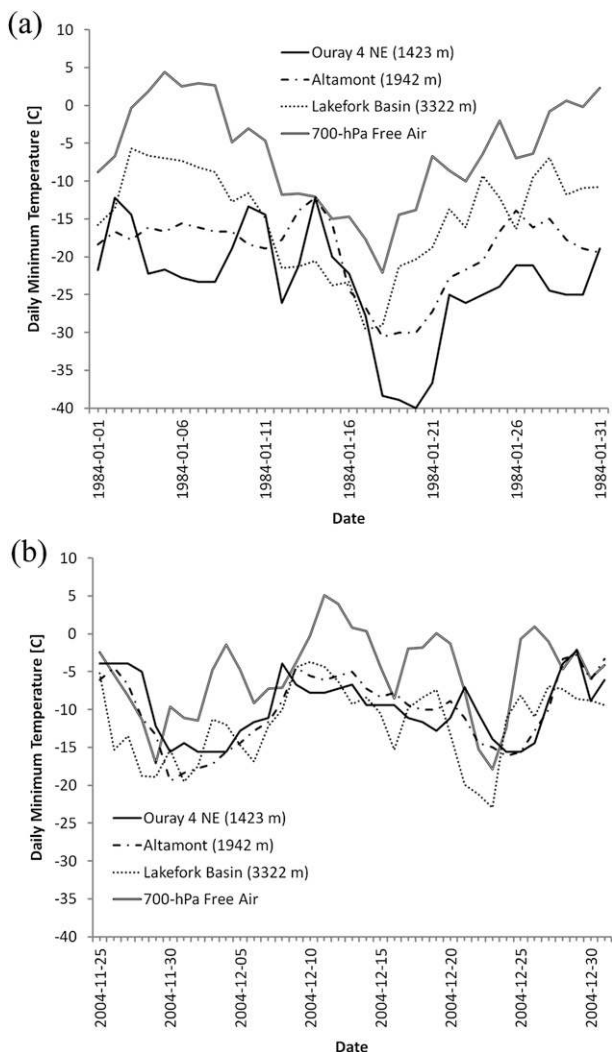 (a)
Ouray 4 NE (1423 m)
Altamont (1942 m)
Lakefork Basin (3322 m)
700-hPa Free Air
Daily Minimum Temperature [C]
10
5
0
-5
-10
-15
-20
-25
-30
-35
-40
1984-01-01
1984-01-06
1984-01-11
1984-01-16
1984-01-21
1984-01-26
1984-01-31
Date
(b)
Daily Minimum Temperature [C]
10
5
0
-5
-10
-15
-20
-25
-30
-35
-40
Ouray 4 NE (1423 m)
Altamont (1942 m)
Lakefork Basin (3322 m)
700-hPa Free Air
2004-11-25
2004-11-30
2004-12-05
2004-12-10
2004-12-15
2004-12-20
2004-12-25
2004-12-30
Date